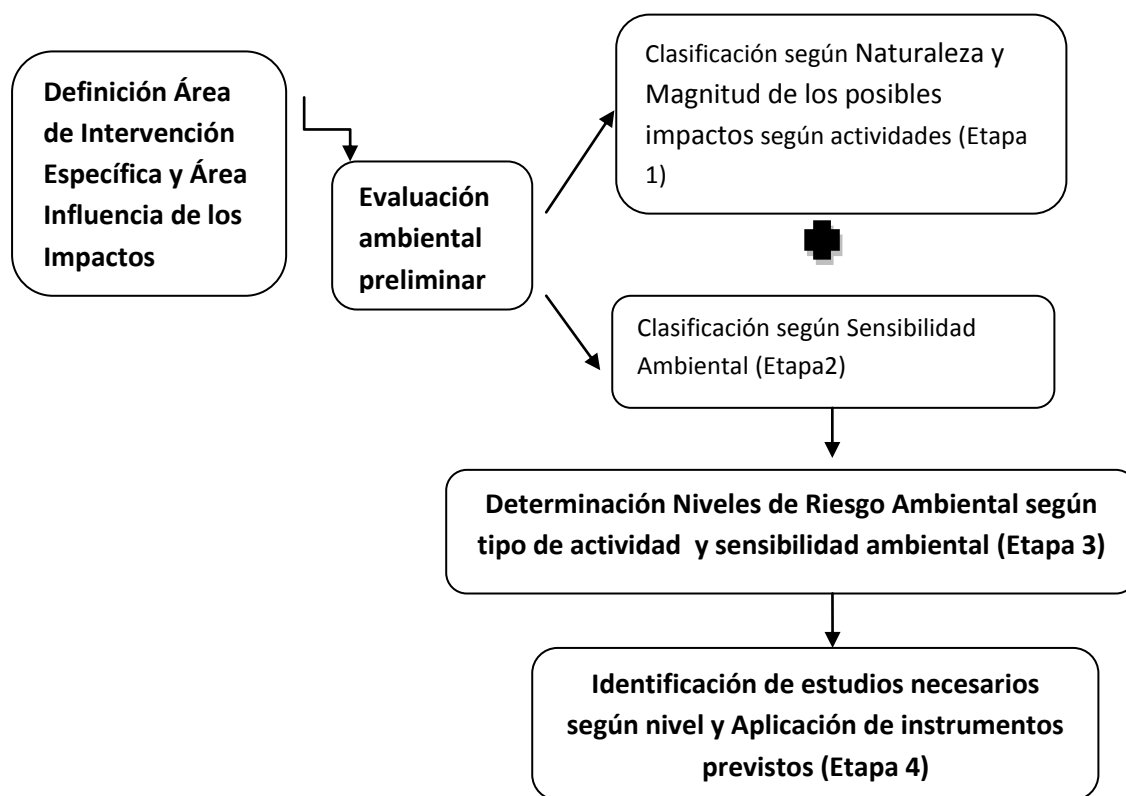 Definición Área
de Intervención
Específica y Área
Influencia de los
Impactos
Evaluación
ambiental
preliminar
Clasificación según Naturaleza y
Magnitud de los posibles
impactos según actividades (Etapa
1)
Clasificación según Sensibilidad
Ambiental (Etapa2)
Determinación Niveles de Riesgo Ambiental según
tipo de actividad y sensibilidad ambiental (Etapa 3)
Identificación de estudios necesarios
según nivel y Aplicación de instrumentos
previstos (Etapa 4)